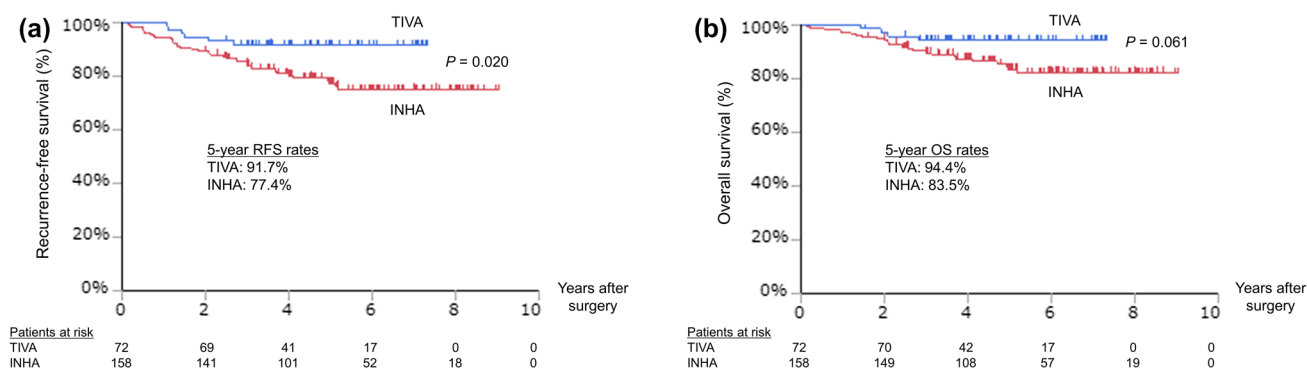 (a)
Recurrence-free survival (%)
100%
80%
60%
40%
20%
0%
TIVA
P = 0.020
INHA
5-year RFS rates
TIVA: 91.7%
INHA: 77.4%
0 2 4 6 8 10
Years after
surgery
Patients at risk
TIVA 72 69 41 17 0 0
INHA 158 141 101 52 18 0
(b)
Overall survival (%)
100%
80%
60%
40%
20%
0%
TIVA
P = 0.061
INHA
5-year OS rates
TIVA: 94.4%
INHA: 83.5%
0 2 4 6 8 10
Years after
surgery
Patients at risk
TIVA 72 70 42 17 0 0
INHA 158 149 108 57 19 0